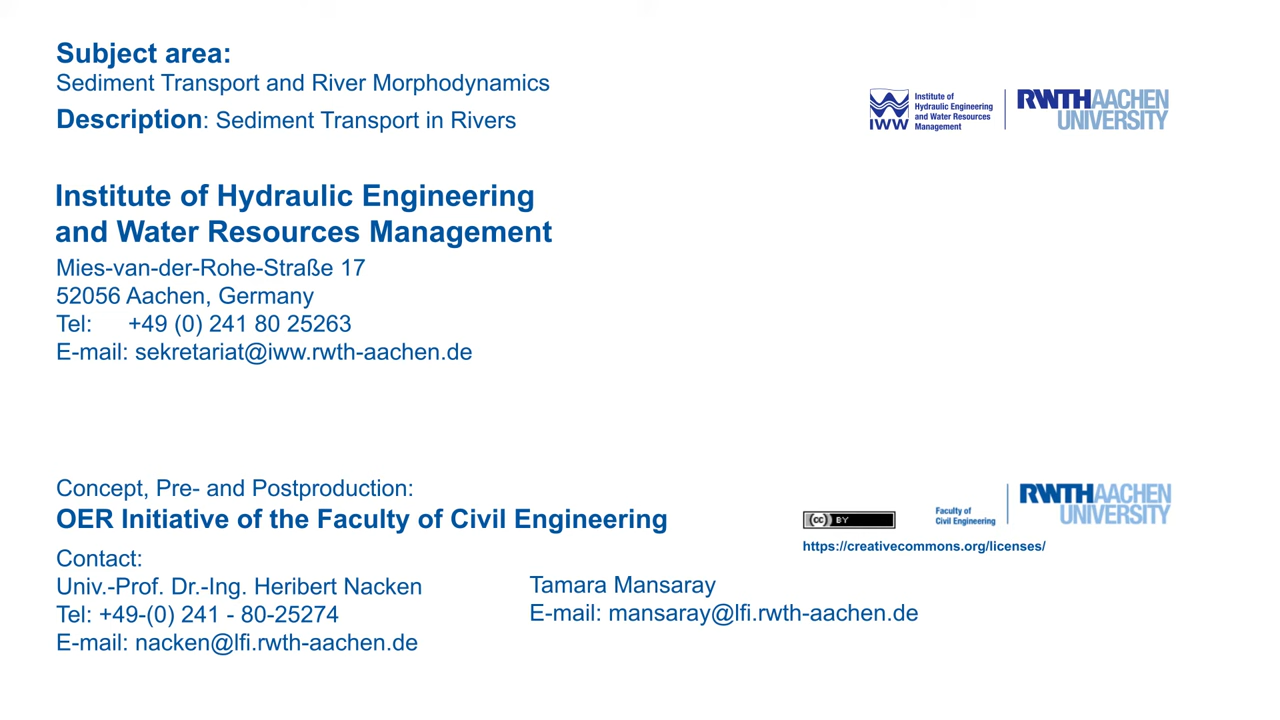 Subject area:
Sediment Transport and River Morphodynamics
Description: Sediment Transport in Rivers
IWW
Institute of
Hydraulic Engineering
and Water Resources
Management
RWTHAACHEN
UNIVERSITY
Institute of Hydraulic Engineering
and Water Resources Management
Mies-van-der-Rohe-Straße 17
52056 Aachen, Germany
Tel: +49 (0) 241 80 25263
E-mail: sekretariat@iww.rwth-aachen.de
Concept, Pre- and Postproduction:
OER Initiative of the Faculty of Civil Engineering
Contact:
Univ.-Prof. Dr.-Ing. Heribert Nacken
Tel: +49-(0) 241 - 80-25274
E-mail: nacken@lfi.rwth-aachen.de
Tamara Mansaray
E-mail: mansaray@lfi.rwth-aachen.de
cc BY
https://creativecommons.org/licenses/
Faculty of
Civil Engineering
RWTHAACHEN
UNIVERSITY